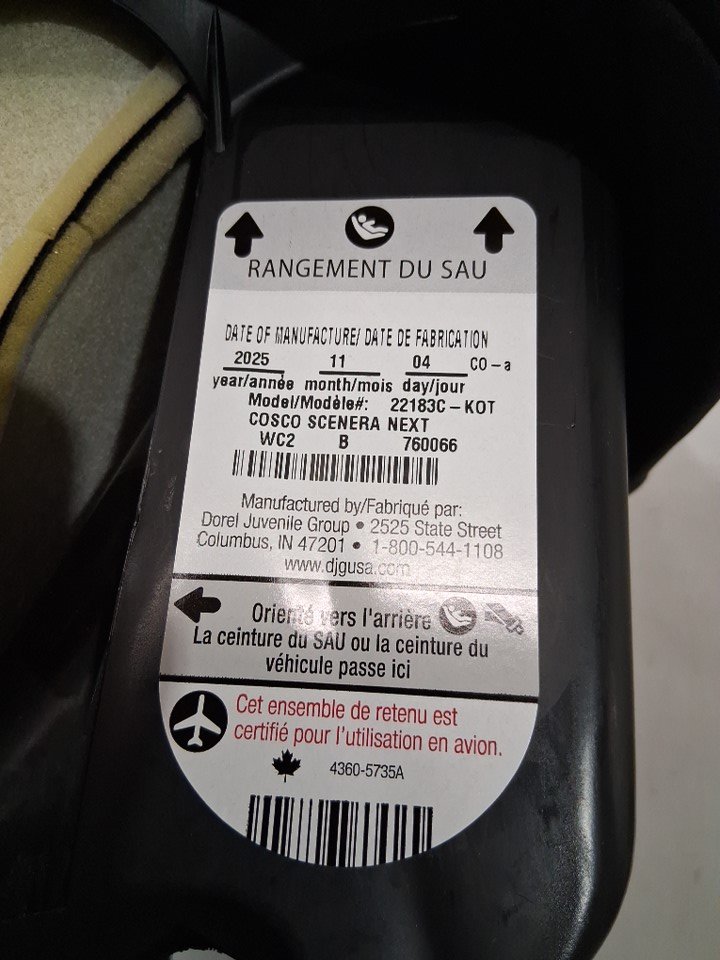 RANGEMENT DU SAU
DATE OF MANUFACTURE/ DATE DE FABRICATION
2025 11 04 CO-a
year/année month/mois day/jour
Model/Modèle#: 22183C-KOT
COSCO SCENERA NEXT
WC2 B 760066
Manufactured by/Fabriqué par:
Dorel Juvenile Group • 2525 State Street
Columbus, IN 47201 • 1-800-544-1108
www.djgusa.com
Orienté vers l'arrière
La ceinture du SAU ou la ceinture du
véhicule passe ici
Cet ensemble de retenu est
certifié pour l'utilisation en avion.
4360-5735A